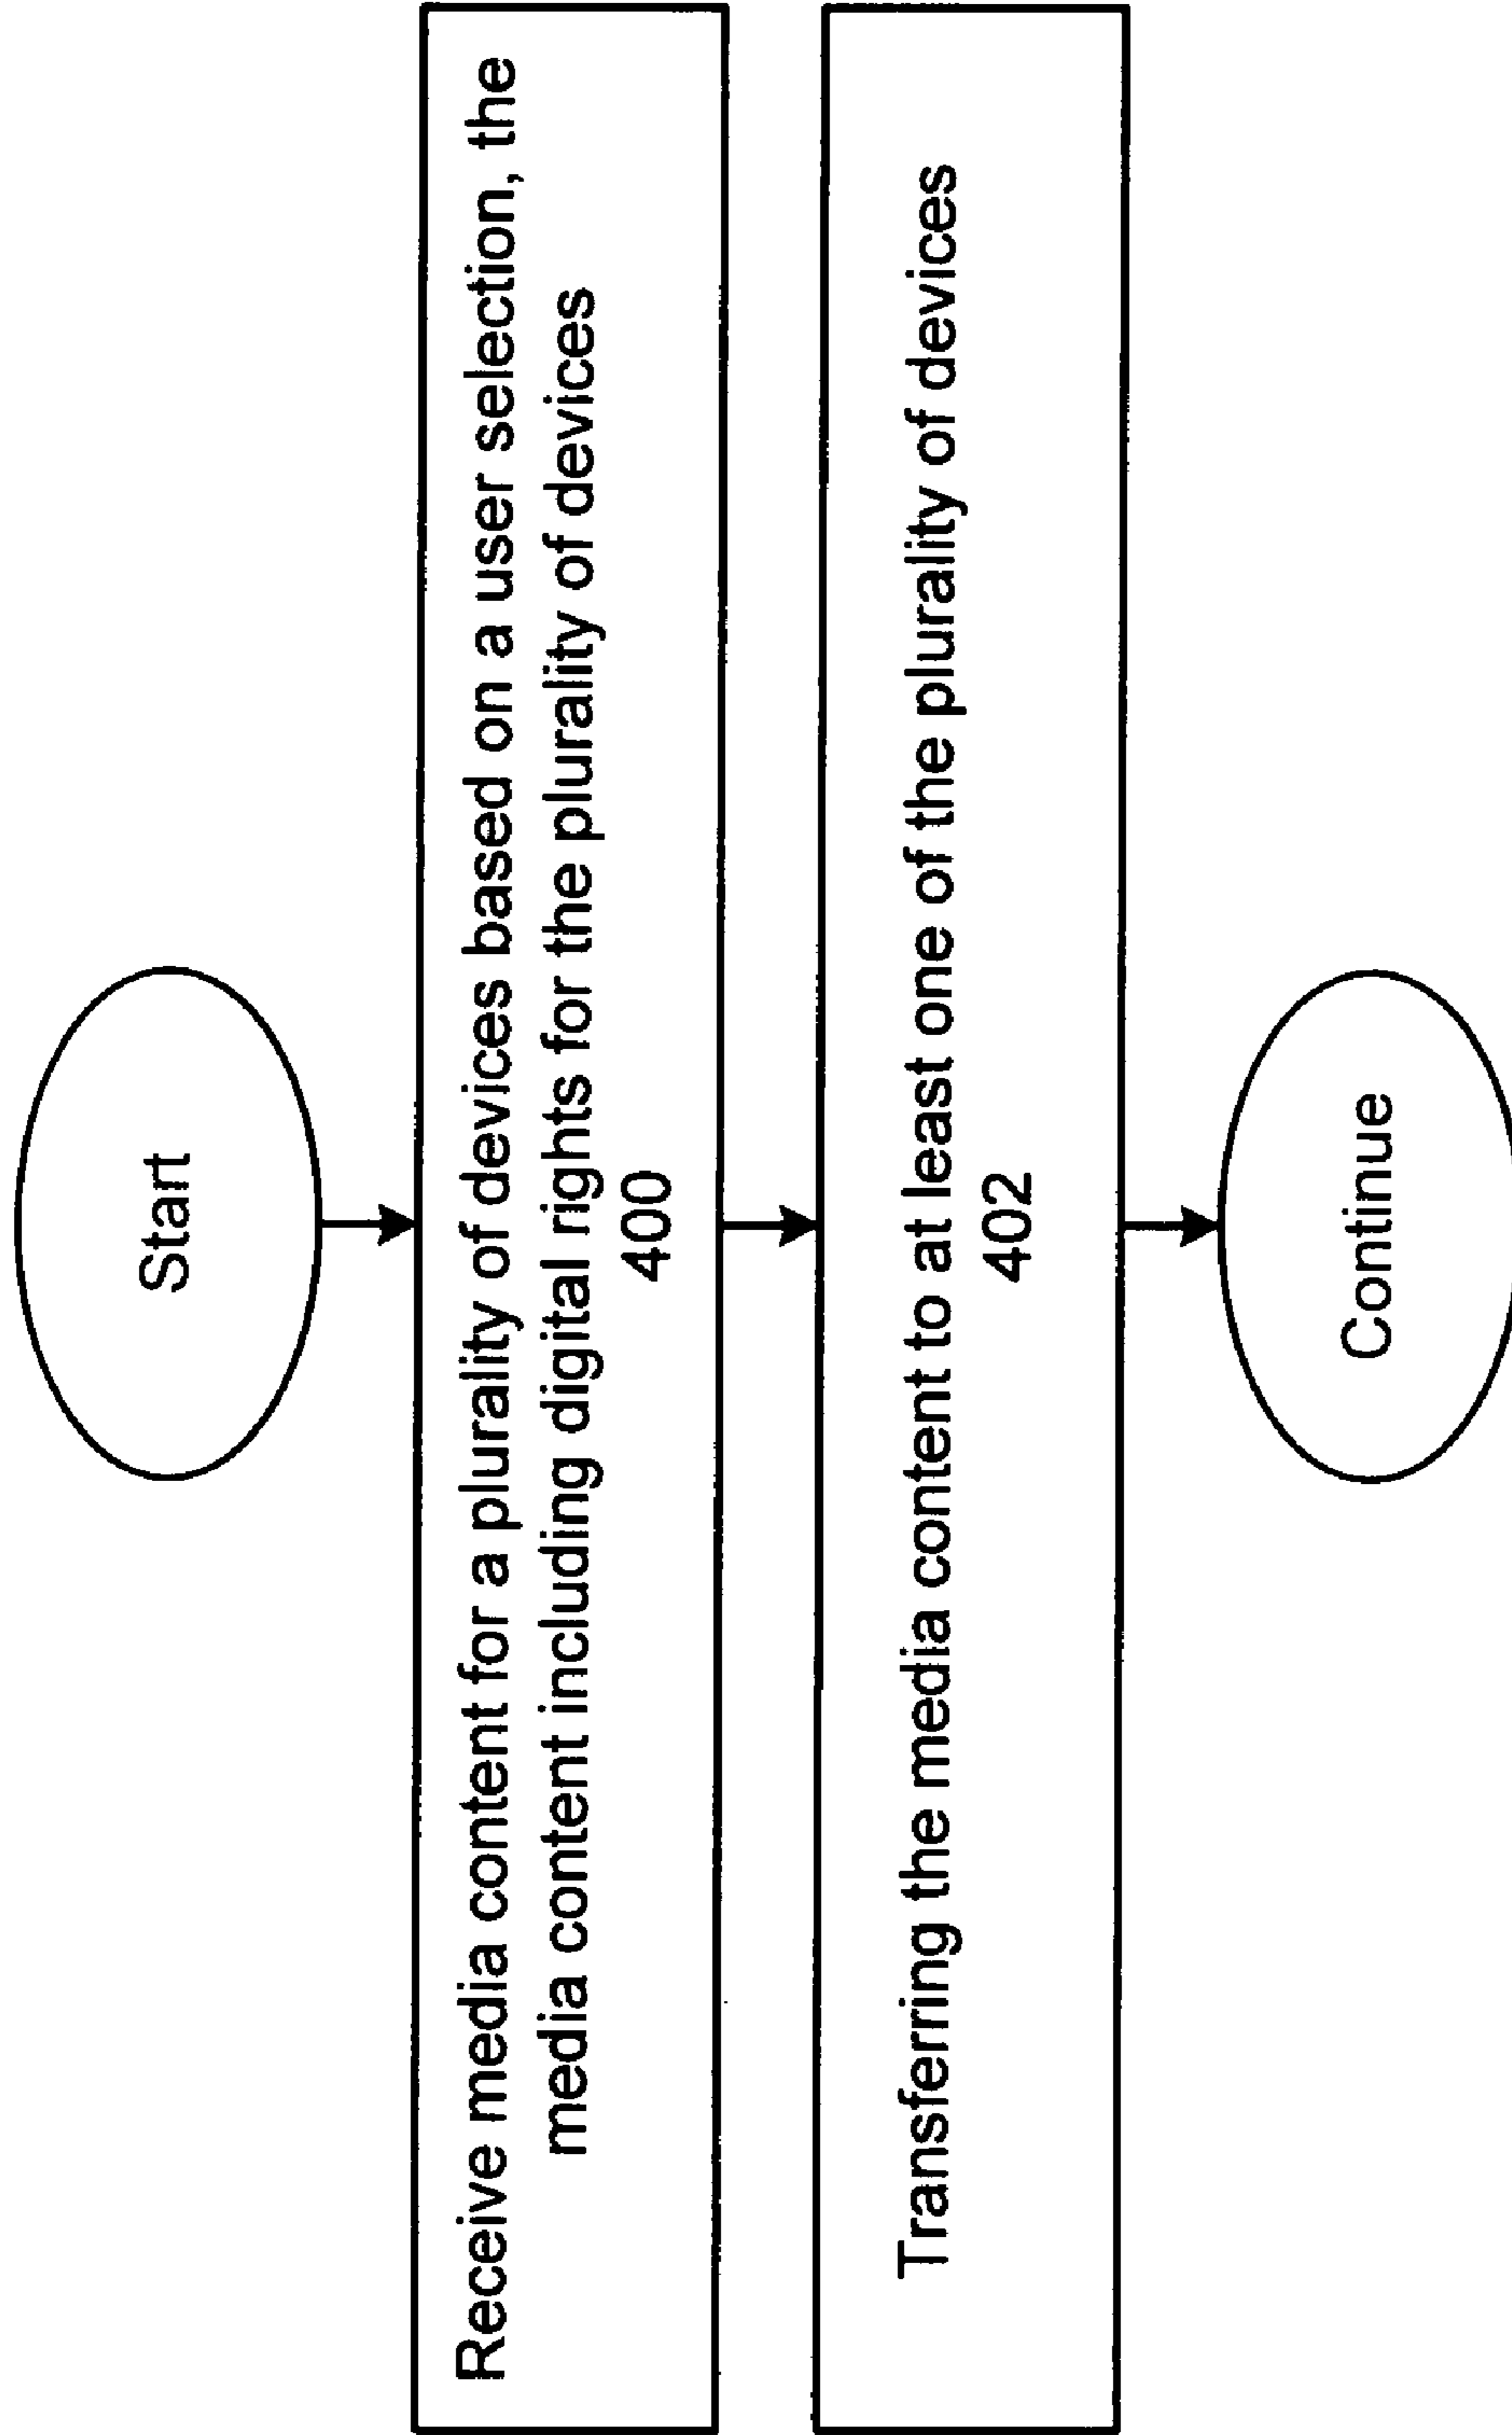 Start
Receive media content for a plurality of devices based on a user selection, the
media content including digital rights for the plurality of devices
400
Transferring the media content to at least one of the plurality of devices
402
Continue